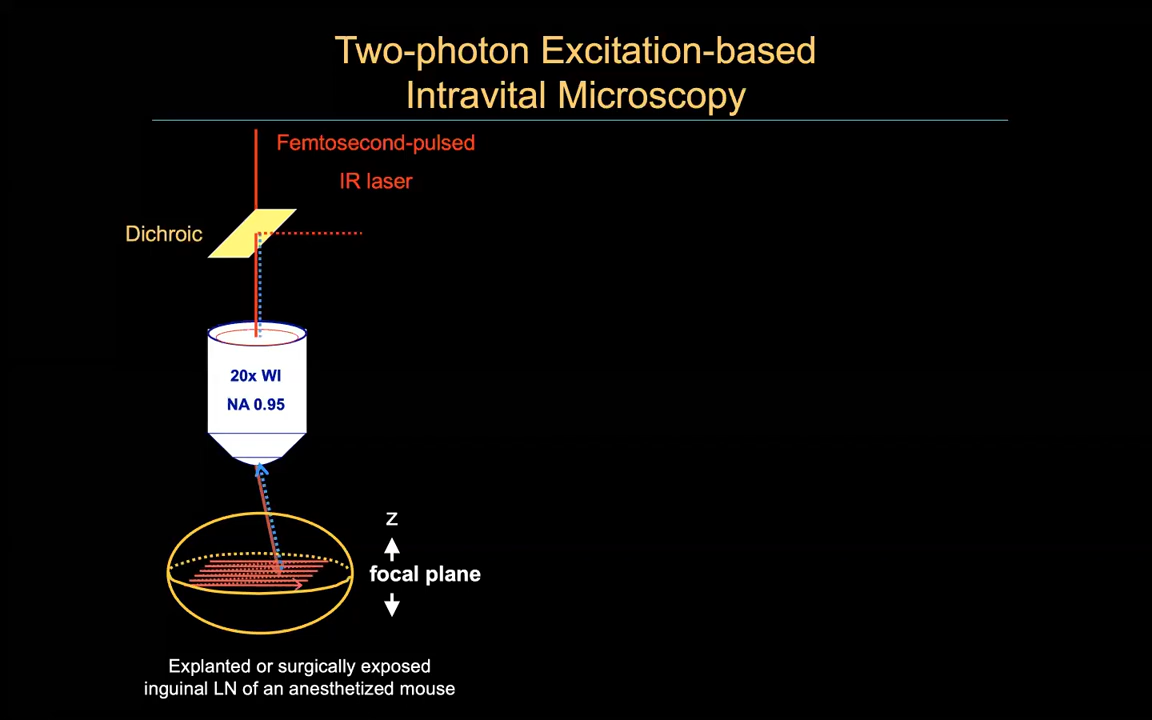 Two-photon Excitation-based
Intravital Microscopy
Femtosecond-pulsed
IR laser
Dichroic
20x WI
NA 0.95
z
focal plane
Explanted or surgically exposed
inguinal LN of an anesthetized mouse